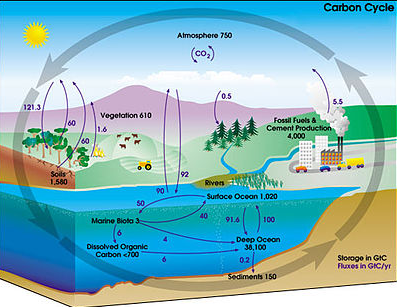 Carbon Cycle
Atmosphere 750
CO2
121.3
60
60
1.6
Vegetation 610
0.5
Fossil Fuels &
Cement Production
4,000
5.5
Soils
1,580
90
92
Rivers
Surface Ocean 1,020
50
40
91.6
100
Marine Biota 3
6
4
Dissolved Organic
Carbon <700
6
Deep Ocean
38,100
0.2
Sediments 150
Storage in GtC
Fluxes in GtC/yr